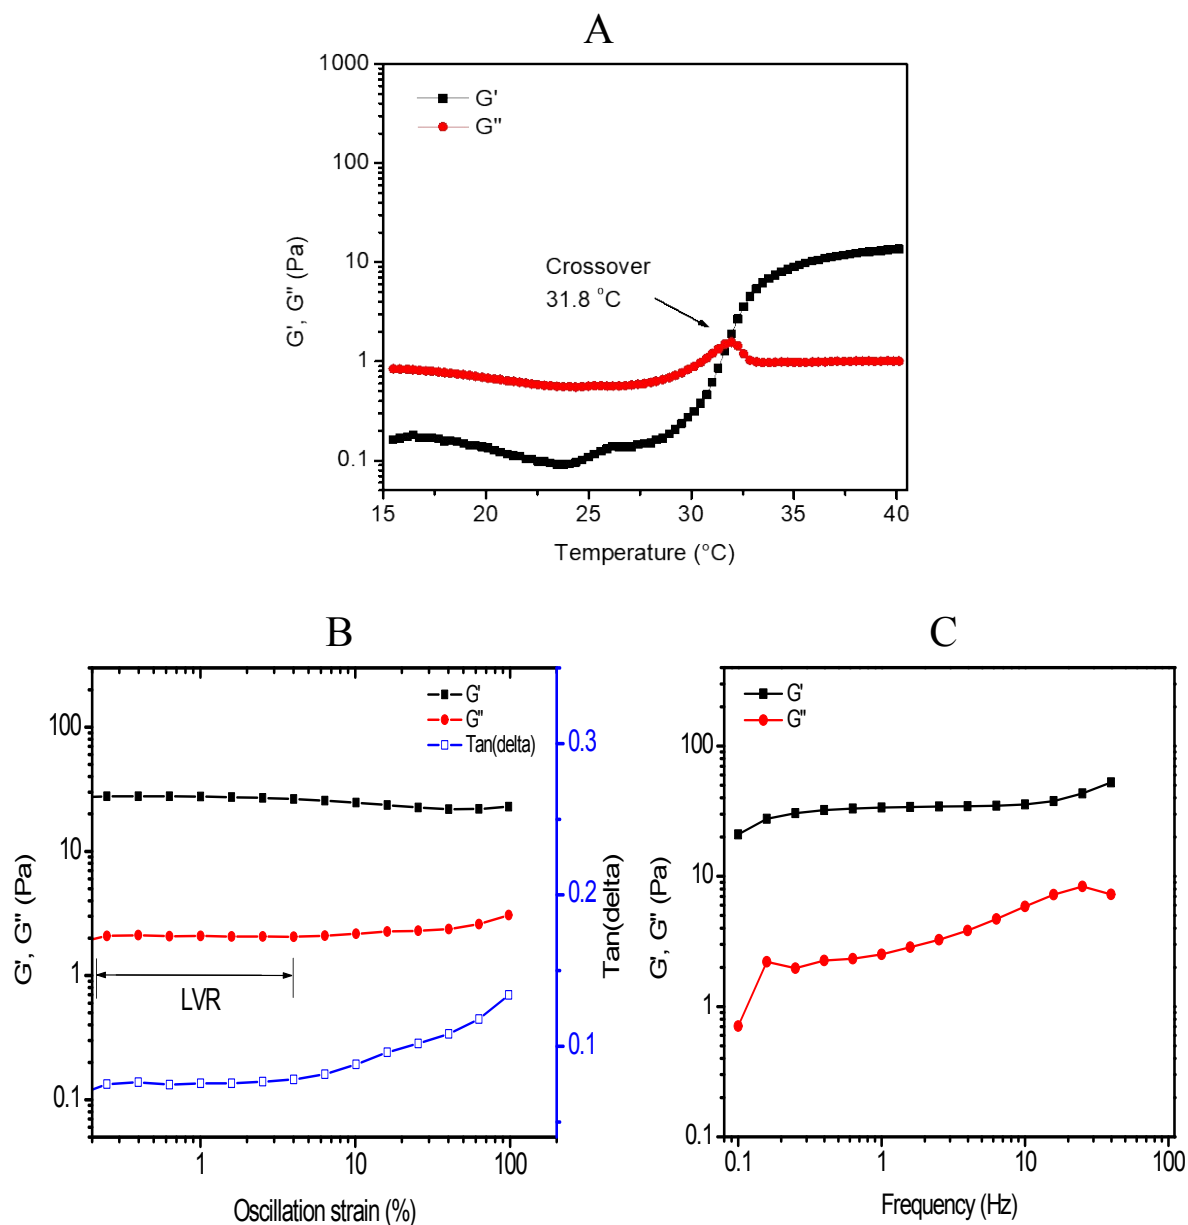 A
1000
100
10
1
0.1
G', G'' (Pa)
G'
G''
Crossover
31.8 °C
15
20
25
30
35
40
Temperature (°C)
B
100
10
1
0.1
G', G'' (Pa)
G'
G''
Tan(delta)
LVR
0.3
0.2
0.1
Tan(delta)
1
10
100
Oscillation strain (%)
C
100
10
1
0.1
G', G'' (Pa)
G'
G''
0.1
1
10
100
Frequency (Hz)